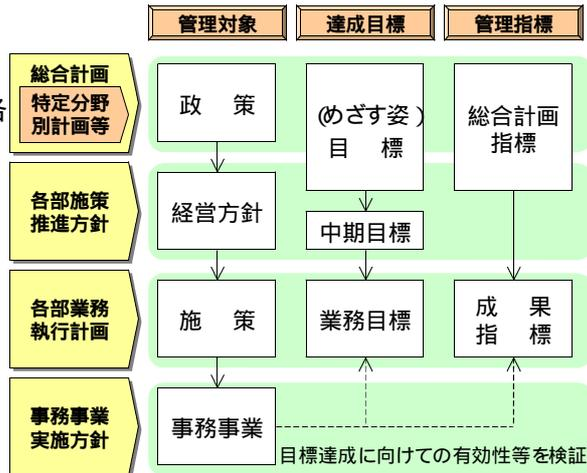 管理対象 達成目標 管理指標
総合計画
特定分野
別計画等
政 策
(めざす姿)
目 標
総合計画
指標
各部施策
推進方針
経営方針
中期目標
各部業務
執行計画
施 策
業務目標
成 果
指 標
事務事業
実施方針
事務事業
目標達成に向けての有効性等を検証